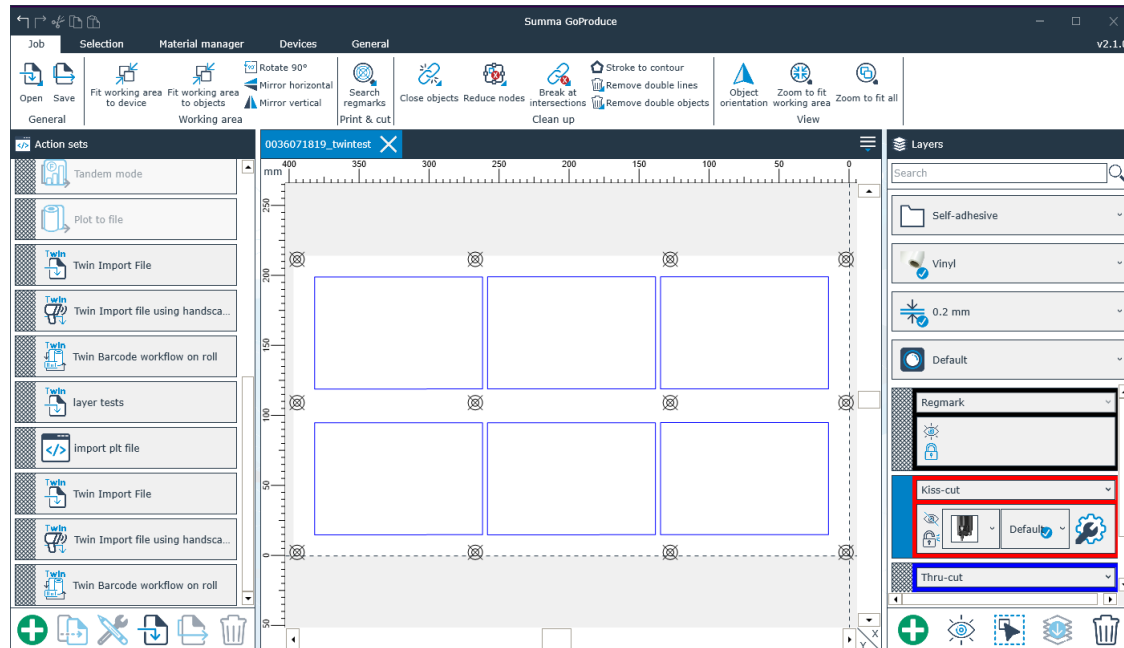 Summa GoProduce
Job Selection Material manager Devices General v2.1.
Open Save
General
Fit working area to device
Fit working area to objects
Rotate 90°
Mirror horizontal
Mirror vertical
Working area
Search regmarks
Print & cut
Close objects
Reduce nodes
Break at intersections
Stroke to contour
Remove double lines
Remove double objects
Clean up
Object orientation
Zoom to fit working area
Zoom to fit all
View
Action sets
Tandem mode
Plot to file
Twin Import File
Twin Import file using handsca...
Twin Barcode workflow on roll
layer tests
import plt file
Twin Import File
Twin Import file using handsca...
Twin Barcode workflow on roll
0036071819_twintest
mm 400 350 300 250 200 150 100 50 0
250
200
150
100
50
0
50
X
Y
Layers
Search
Self-adhesive
Vinyl
0.2 mm
Default
Regmark
Kiss-cut
Default
Thru-cut